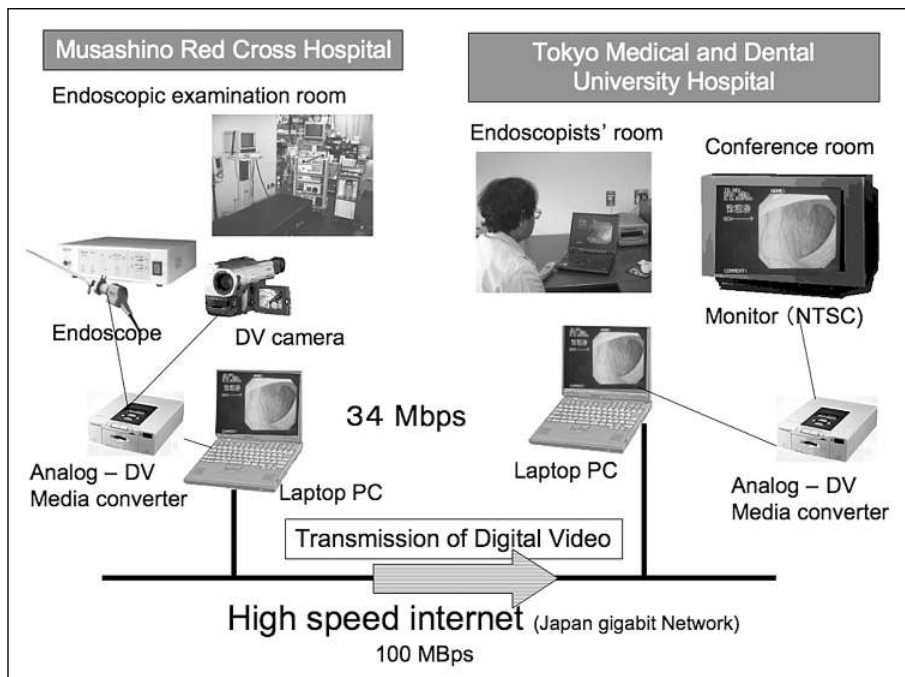 Musashino Red Cross Hospital
Tokyo Medical and Dental
University Hospital
Endoscopic examination room
Endoscopists’ room
Conference room
Endoscope
DV camera
Monitor (NTSC)
34 Mbps
Analog – DV
Media converter
Laptop PC
Laptop PC
Analog – DV
Media converter
Transmission of Digital Video
High speed internet (Japan gigabit Network)
100 MBps